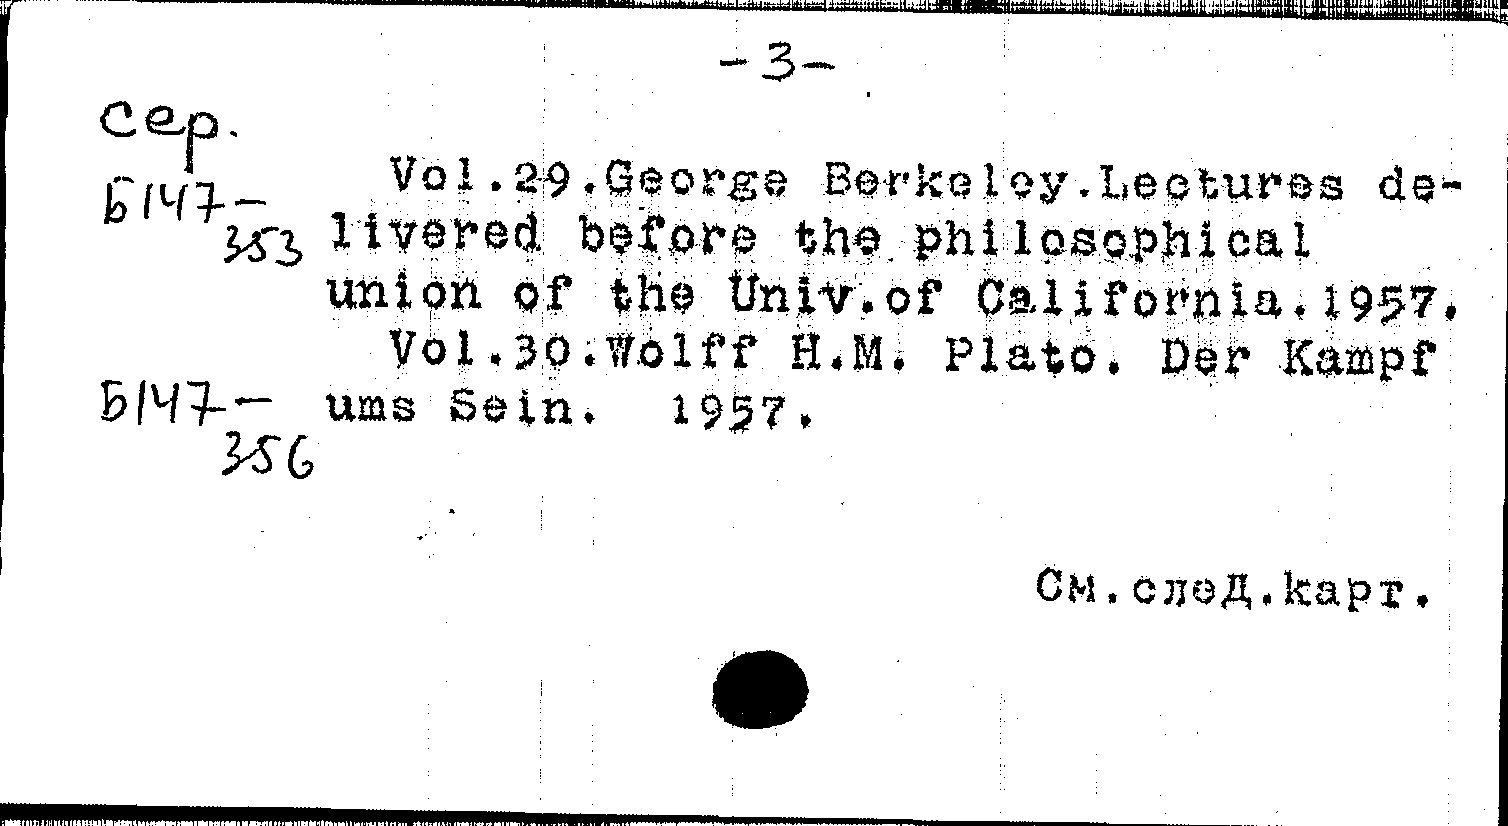 -3-
сер.
Б147-
353
Vol.29.George Berkeley.Lectures de-
livered before the philosophical
union of the Univ.of California.1957.
Vol.30.Wolff H.M. Plato. Der Kampf
Б147-
356
ums Sein. 1957.
См.след.карт.